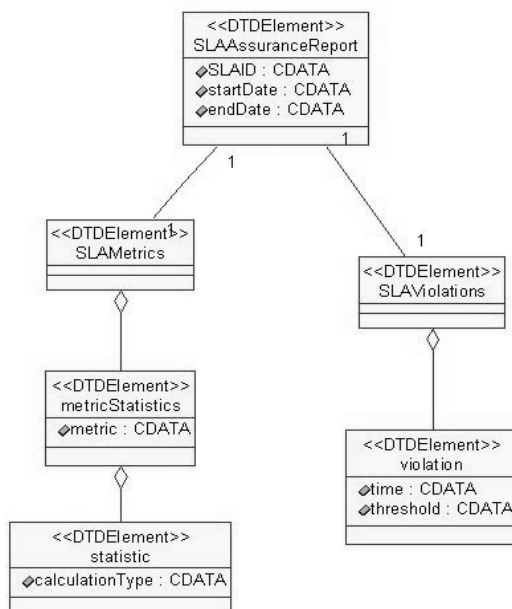 <<DTDElement>>
SLAAssuranceReport
SLAID : CDATA
startDate : CDATA
endDate : CDATA
1
1
<<DTDElement>>
1
SLAMetrics
1
<<DTDElement>>
SLAViolations
<<DTDElement>>
metricStatistics
metric : CDATA
<<DTDElement>>
violation
time : CDATA
threshold : CDATA
<<DTDElement>>
statistic
calculationType : CDATA